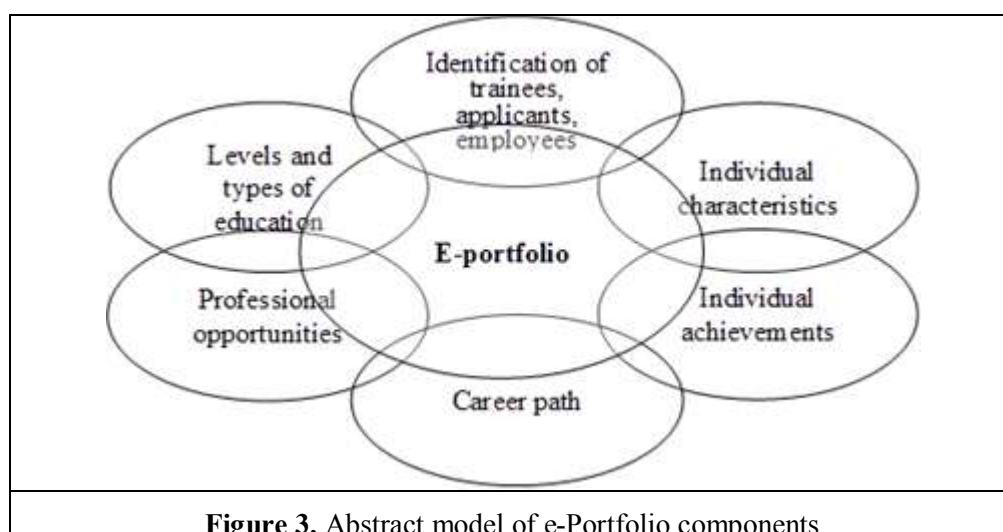 Identification of
trainees,
applicants,
employees
Levels and
types of
education
Individual
characteristics
E-portfolio
Professional
opportunities
Individual
achievements
Career path
Figure 3. Abstract model of e-Portfolio components